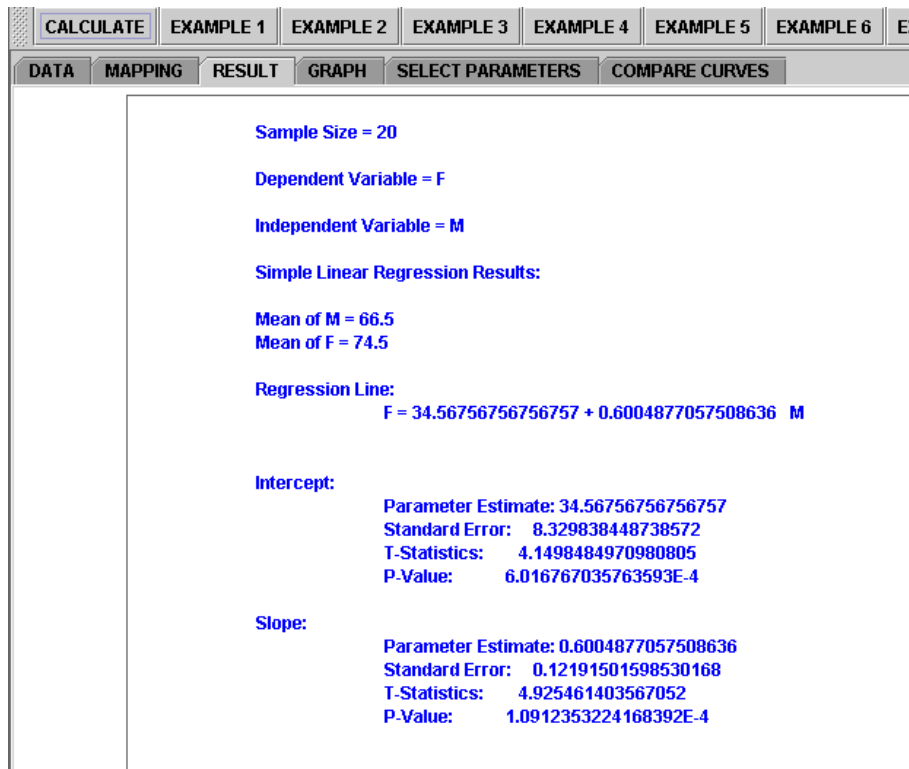 CALCULATE EXAMPLE 1 EXAMPLE 2 EXAMPLE 3 EXAMPLE 4 EXAMPLE 5 EXAMPLE 6 E
DATA MAPPING RESULT GRAPH SELECT PARAMETERS COMPARE CURVES
Sample Size = 20
Dependent Variable = F
Independent Variable = M
Simple Linear Regression Results:
Mean of M = 66.5
Mean of F = 74.5
Regression Line:
F = 34.56756756756757 + 0.6004877057508636 M
Intercept:
Parameter Estimate: 34.56756756756757
Standard Error: 8.329838448738572
T-Statistics: 4.1498484970980805
P-Value: 6.016767035763593E-4
Slope:
Parameter Estimate: 0.6004877057508636
Standard Error: 0.12191501598530168
T-Statistics: 4.925461403567052
P-Value: 1.0912353224168392E-4